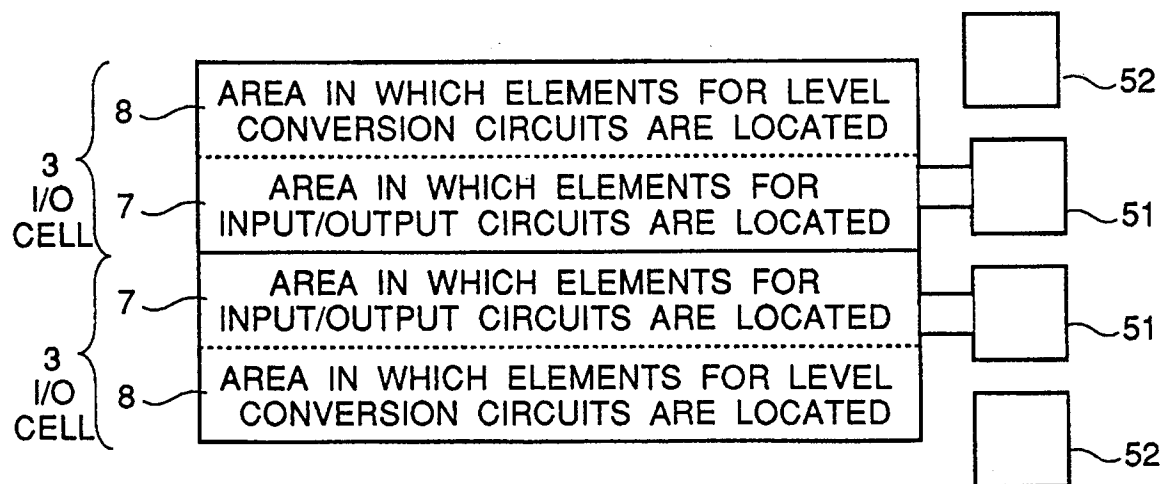 52
8
AREA IN WHICH ELEMENTS FOR LEVEL
CONVERSION CIRCUITS ARE LOCATED
3
I/O
CELL
7
AREA IN WHICH ELEMENTS FOR
INPUT/OUTPUT CIRCUITS ARE LOCATED
51
7
AREA IN WHICH ELEMENTS FOR
INPUT/OUTPUT CIRCUITS ARE LOCATED
51
3
I/O
CELL
8
AREA IN WHICH ELEMENTS FOR LEVEL
CONVERSION CIRCUITS ARE LOCATED
52